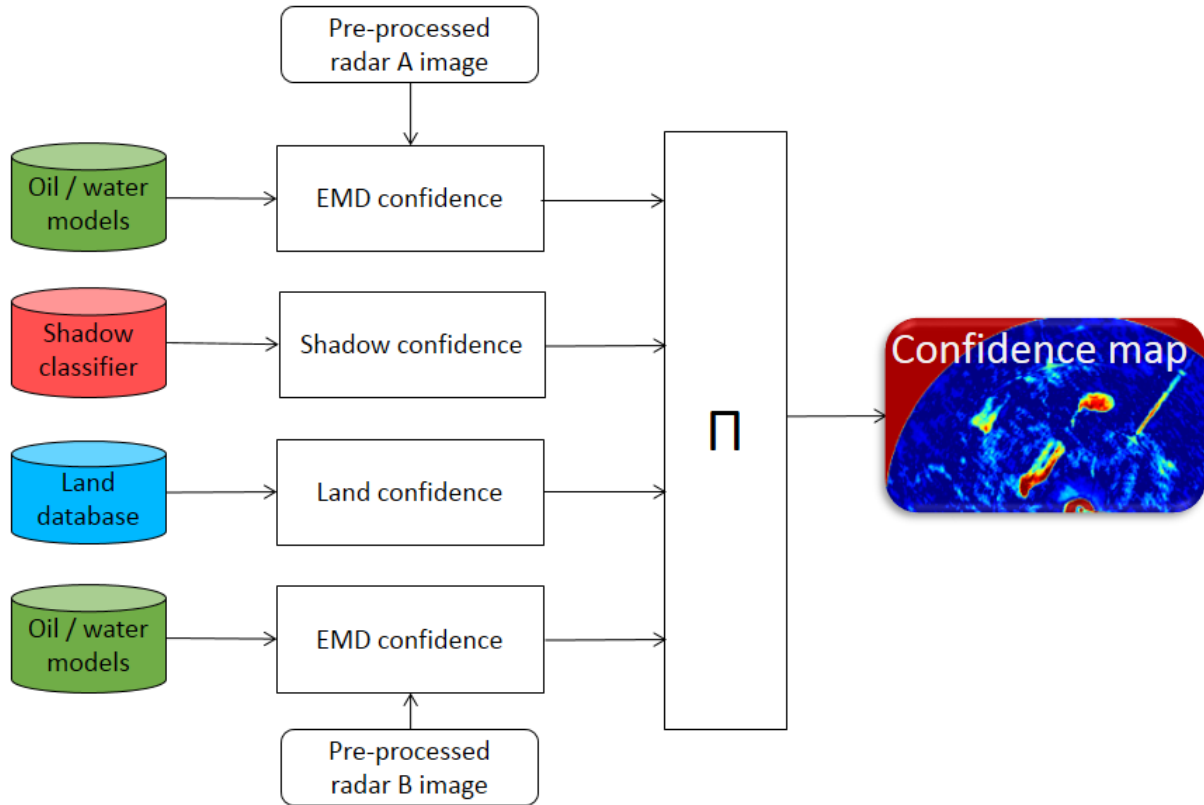 Pre-processed
radar A image
Oil / water
models
EMD confidence
Shadow
classifier
Shadow confidence
Land
database
Land confidence
Oil / water
models
EMD confidence
Pre-processed
radar B image
Π
Confidence map